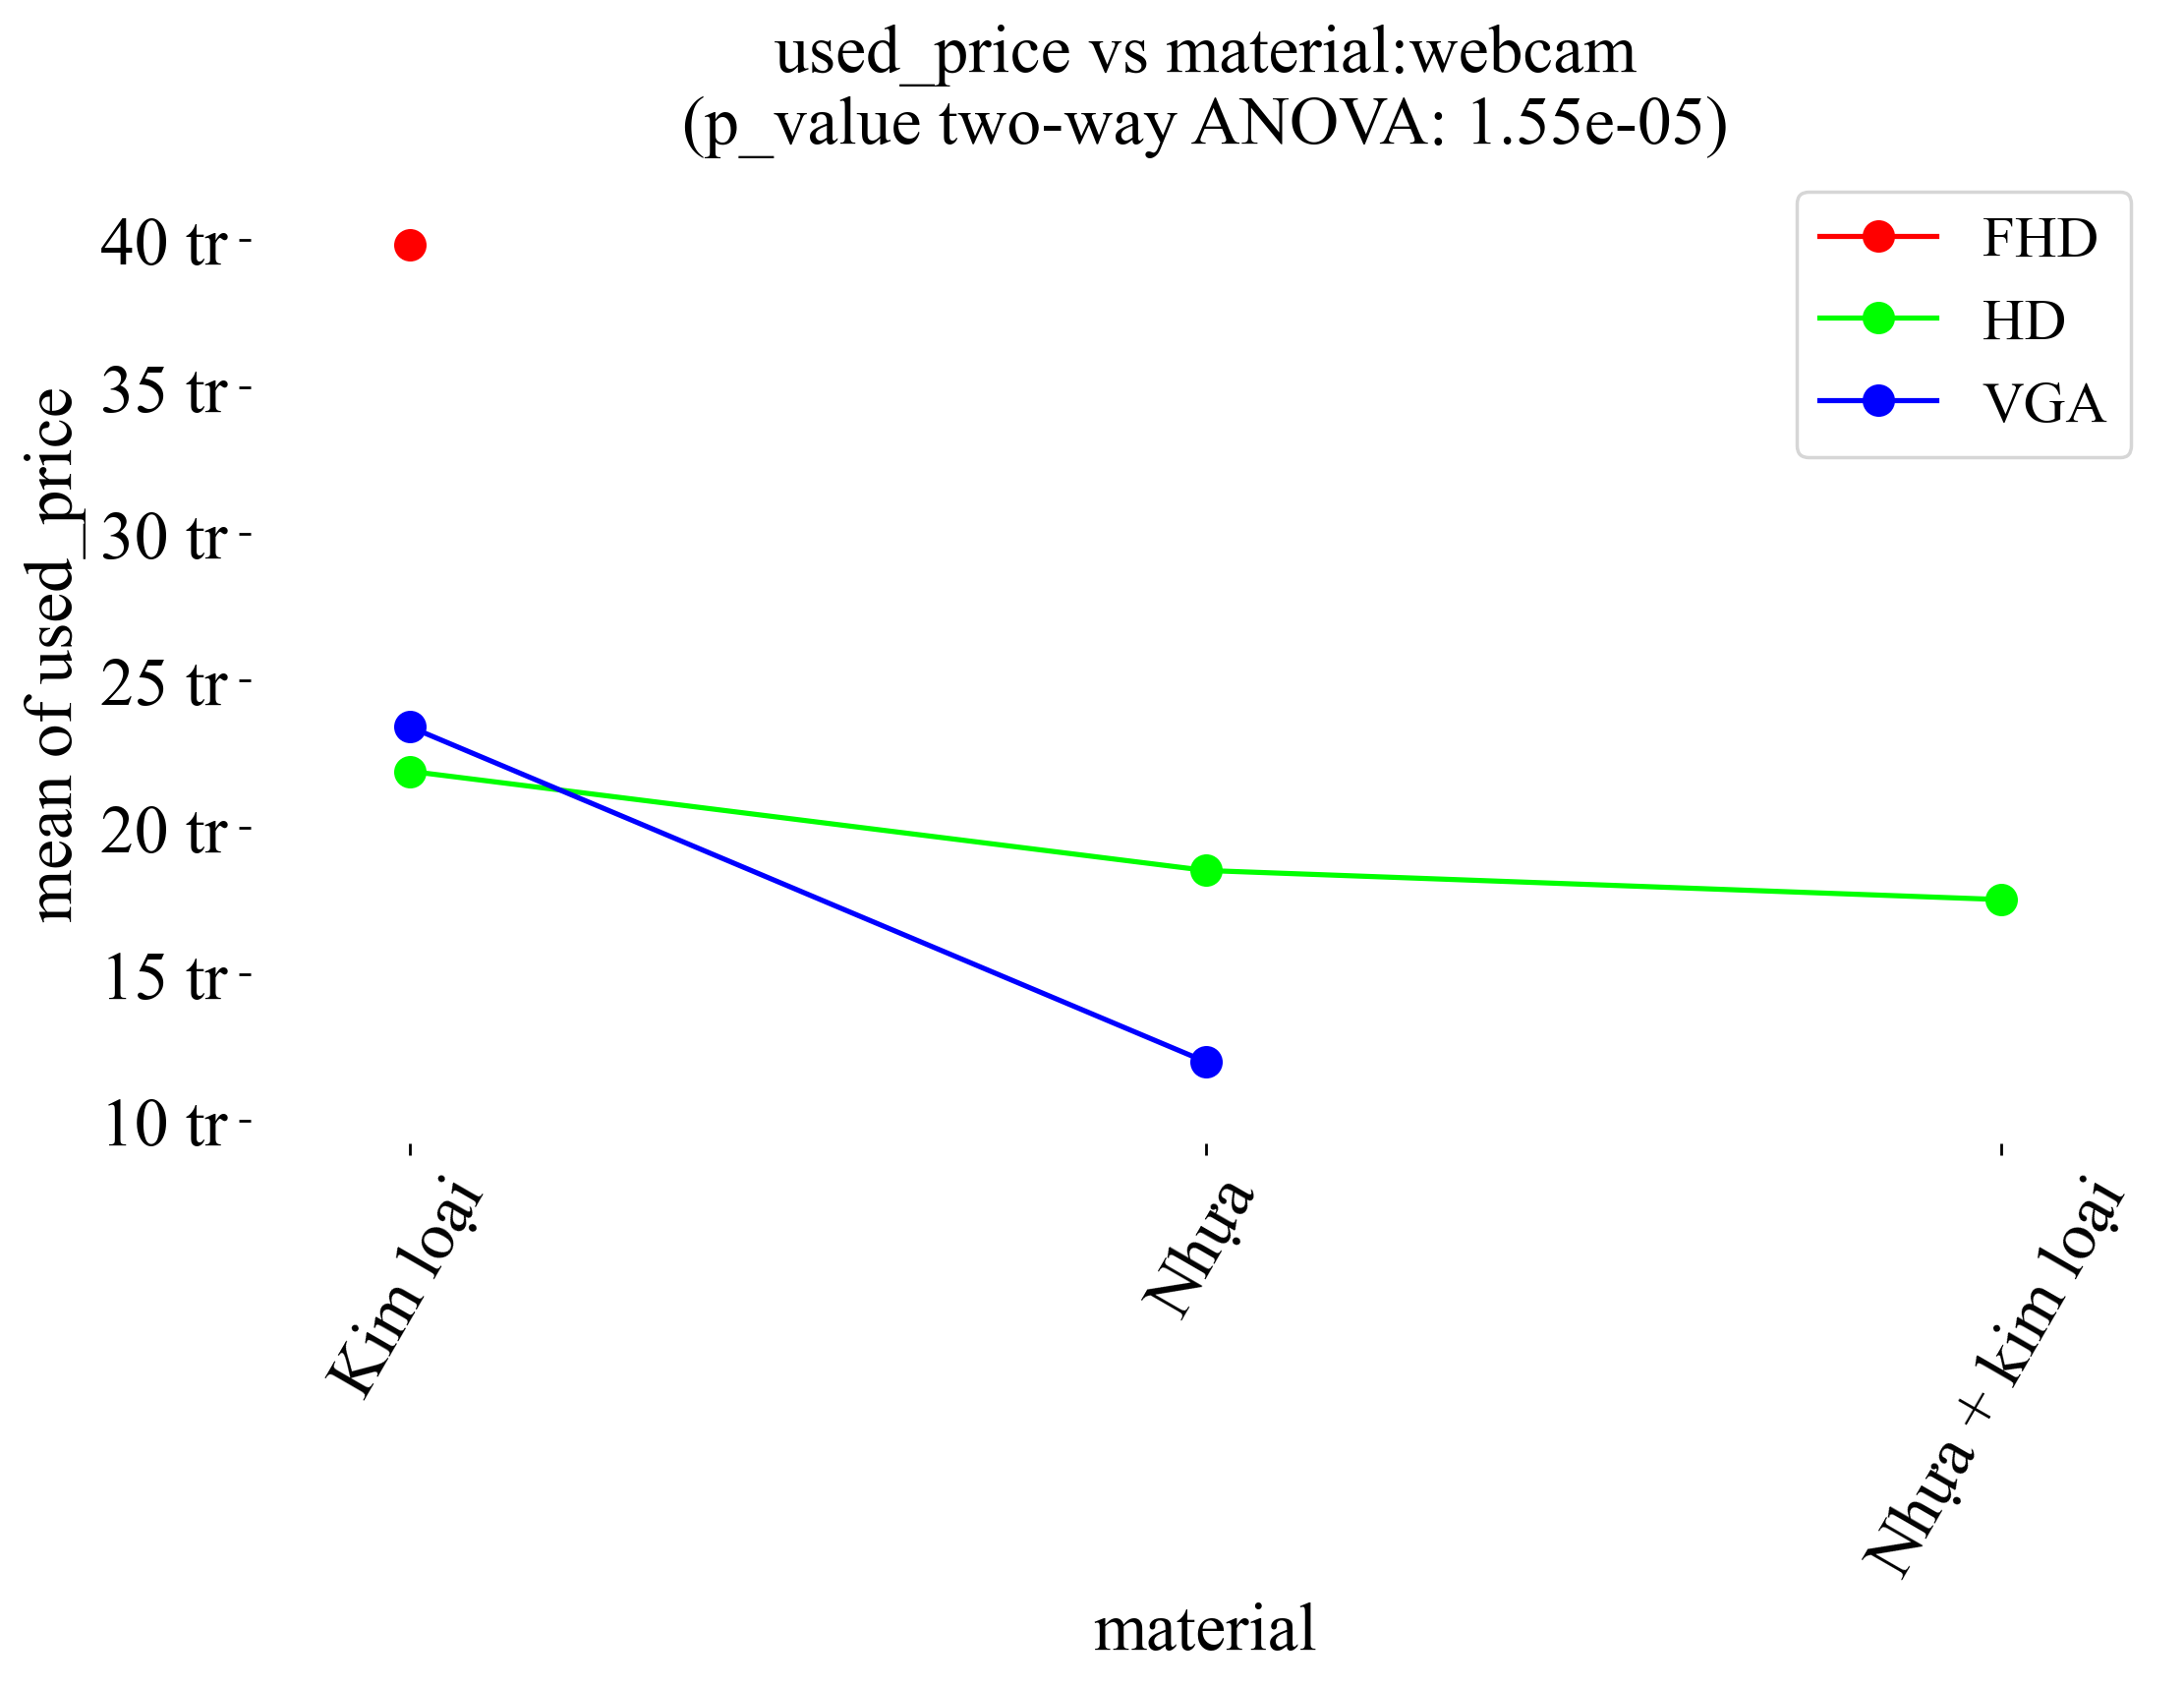 used_price vs material:webcam
(p_value two-way ANOVA: 1.55e-05)
FHD
HD
VGA
mean of used_price
40 tr
35 tr
30 tr
25 tr
20 tr
15 tr
10 tr
Kim loại
Nhựa
Nhựa + kim loại
material